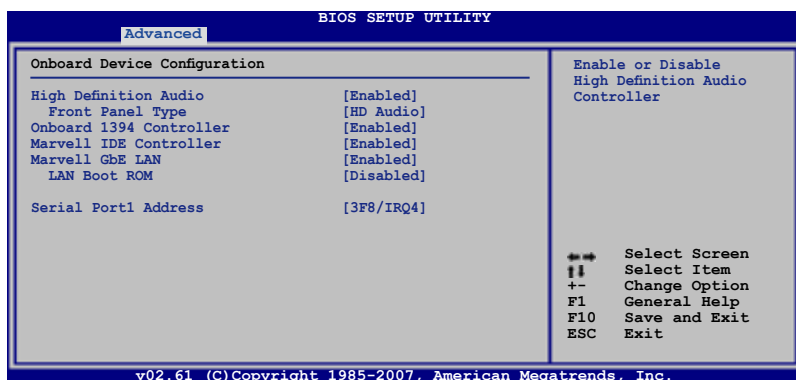 BIOS SETUP UTILITY
Advanced
Onboard Device Configuration
High Definition Audio [Enabled]
Front Panel Type [HD Audio]
Onboard 1394 Controller [Enabled]
Marvell IDE Controller [Enabled]
Marvell GbE LAN [Enabled]
LAN Boot ROM [Disabled]
Serial Port1 Address [3F8/IRQ4]
Enable or Disable
High Definition Audio
Controller
Select Screen
Select Item
+- Change Option
F1 General Help
F10 Save and Exit
ESC Exit
v02.61 (C)Copyright 1985-2007, American Megatrends, Inc.